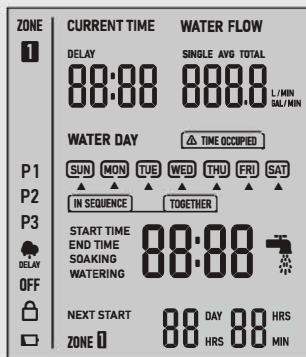 ZONE CURRENT TIME WATER FLOW
1 DELAY SINGLE AVG TOTAL
88:88 888.8 L/MIN
GAL/MIN
WATER DAY TIME OCCUPIED
P1 SUN MON TUE WED THU FRI SAT
P2 IN SEQUENCE TOGETHER
P3 START TIME
END TIME
SOAKING
WATERING
88:88
DELAY
OFF
NEXT START 88 DAY 88 HRS
ZONE 1 HRS MIN